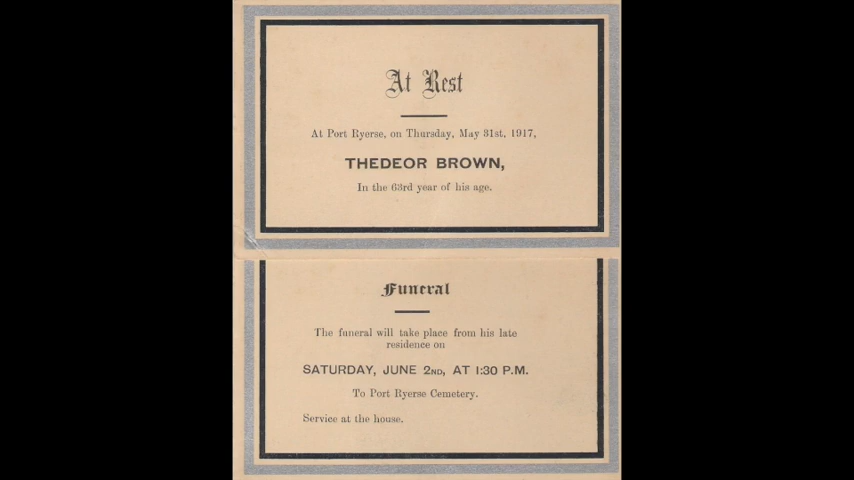 At Rest
At Port Ryerse, on Thursday, May 31st, 1917,
THEDEOR BROWN,
In the 63rd year of his age.
Funeral
The funeral will take place from his late
residence on
SATURDAY, JUNE 2ND, AT 1:30 P.M.
To Port Ryerse Cemetery.
Service at the house.